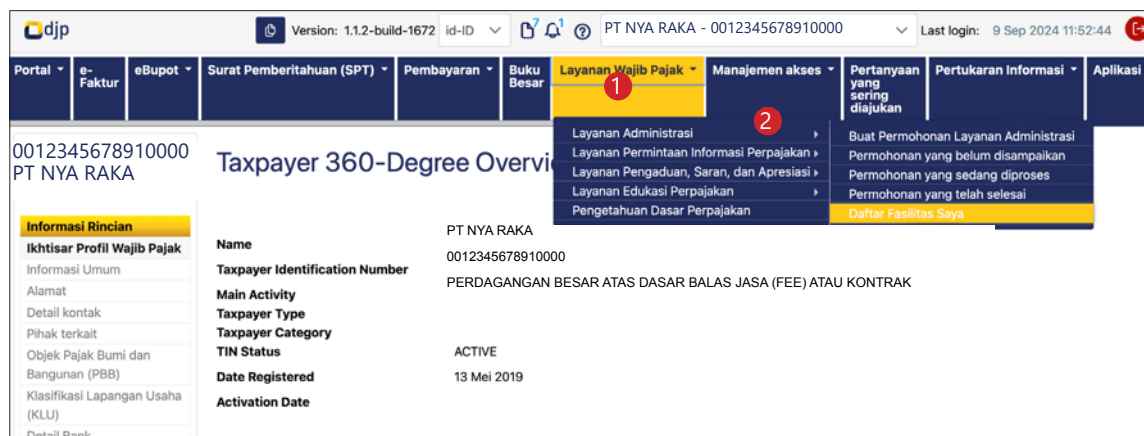 djp
Version: 1.1.2-build-1672
id-ID
7
1
PT NYA RAKA - 0012345678910000
Last login: 9 Sep 2024 11:52:44
Portal
e-Faktur
eBupot
Surat Pemberitahuan (SPT)
Pembayaran
Buku Besar
Layanan Wajib Pajak
Manajemen akses
Pertanyaan yang sering diajukan
Pertukaran Informasi
Aplikasi
1
2
Layanan Administrasi
Layanan Permintaan Informasi Perpajakan
Layanan Pengaduan, Saran, dan Apresiasi
Layanan Edukasi Perpajakan
Pengetahuan Dasar Perpajakan
Buat Permohonan Layanan Administrasi
Permohonan yang belum disampaikan
Permohonan yang sedang diproses
Permohonan yang telah selesai
Daftar Fasilitas Saya
0012345678910000
PT NYA RAKA
Taxpayer 360-Degree Overvi
Informasi Rincian
Ikhtisar Profil Wajib Pajak
Informasi Umum
Alamat
Detail kontak
Pihak terkait
Objek Pajak Bumi dan
Bangunan (PBB)
Klasifikasi Lapangan Usaha
(KLU)
Detail Bank
Name PT NYA RAKA
Taxpayer Identification Number 0012345678910000
Main Activity PERDAGANGAN BESAR ATAS DASAR BALAS JASA (FEE) ATAU KONTRAK
Taxpayer Type
Taxpayer Category
TIN Status ACTIVE
Date Registered 13 Mei 2019
Activation Date